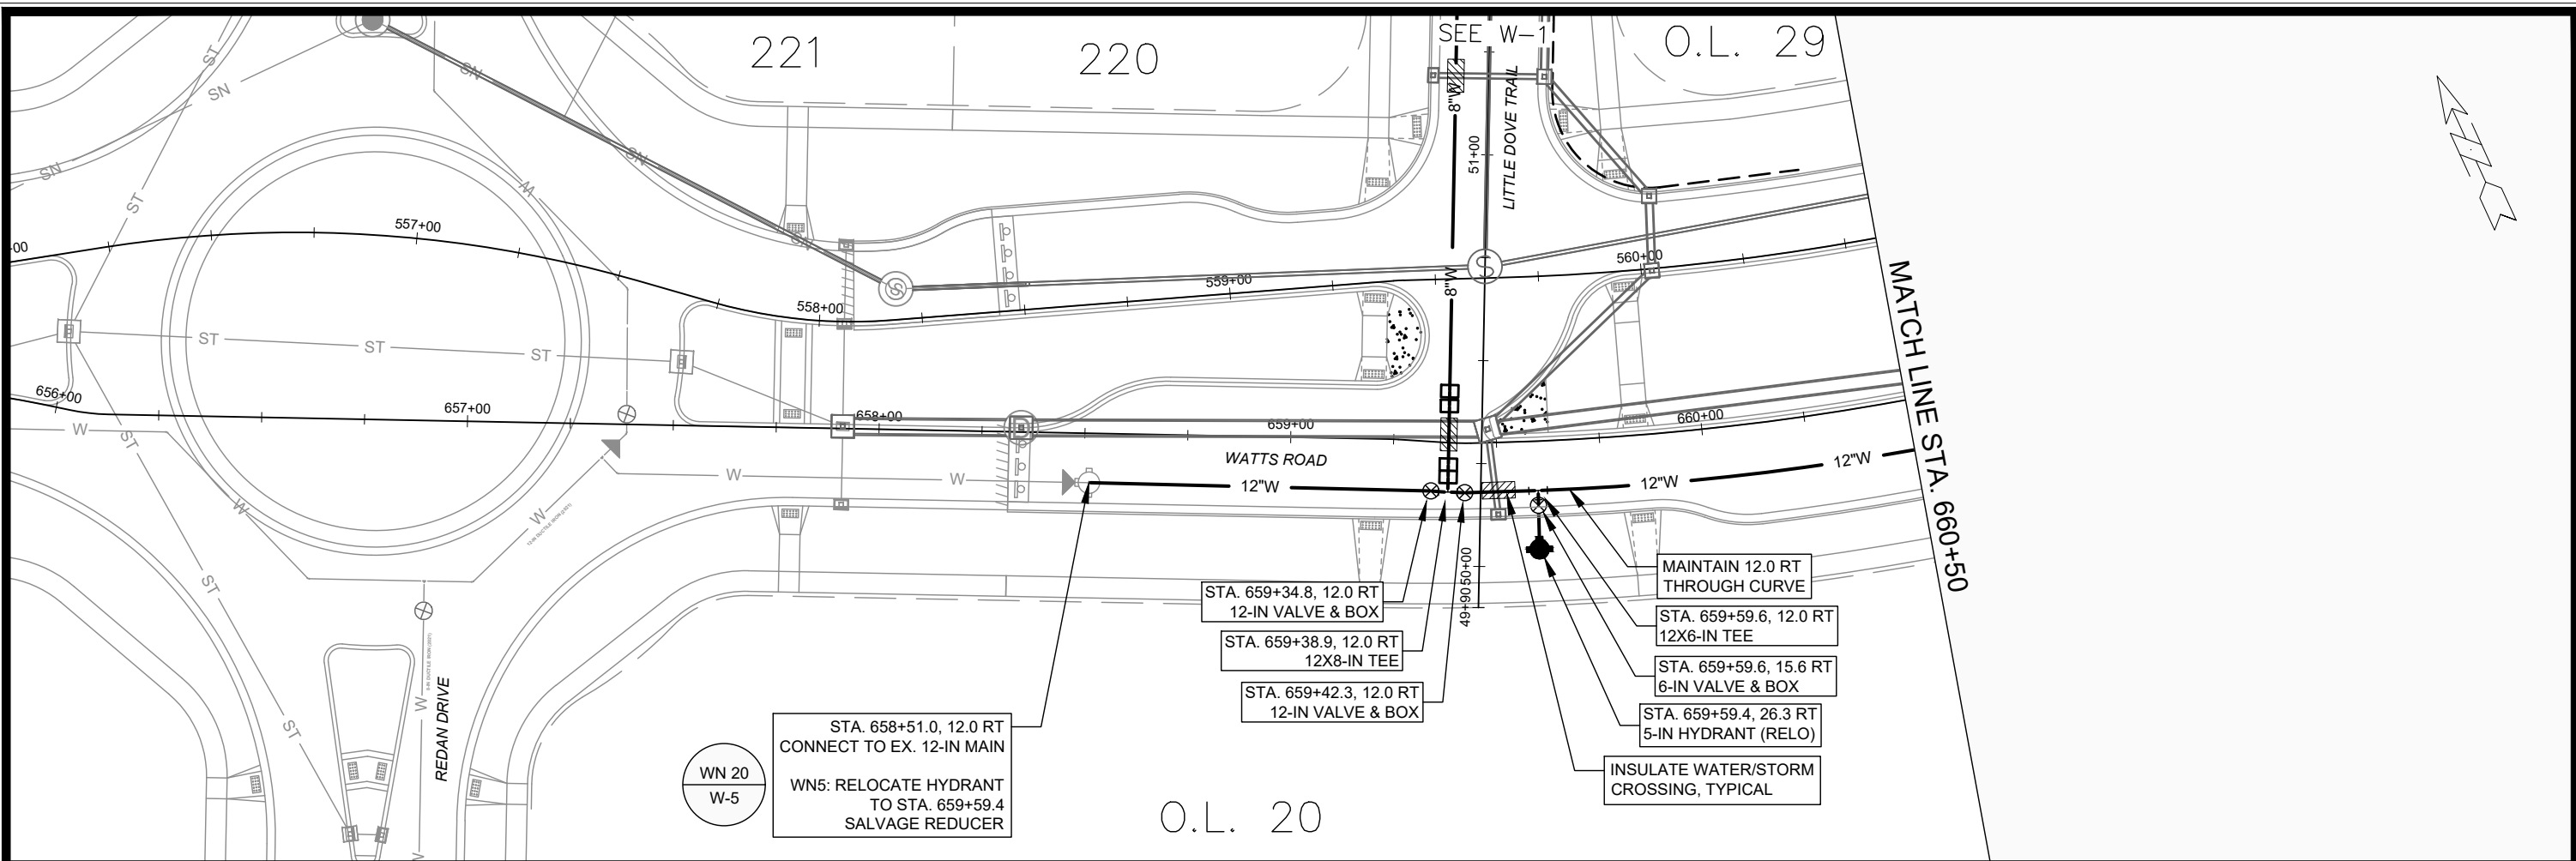 221
220
SEE W-1
O.L. 29
ST
SN
SN
SN
SN
SN
W
ST
8"W
51+00
LITTLE DOVE TRAIL
557+00
558+00
559+00
560+00
S
S
8"W
ST
ST
ST
656+00
657+00
658+00
659+00
660+00
MATCH LINE STA. 660+50
W
ST
W
W
WATTS ROAD
12"W
12"W
12"W
W
W
ST
49+90
50+00
STA. 659+34.8, 12.0 RT
12-IN VALVE & BOX
STA. 659+38.9, 12.0 RT
12X8-IN TEE
STA. 659+42.3, 12.0 RT
12-IN VALVE & BOX
MAINTAIN 12.0 RT
THROUGH CURVE
STA. 659+59.6, 12.0 RT
12X6-IN TEE
STA. 659+59.6, 15.6 RT
6-IN VALVE & BOX
STA. 659+59.4, 26.3 RT
5-IN HYDRANT (RELO)
INSULATE WATER/STORM
CROSSING, TYPICAL
REDAN DRIVE
W
ST
W
WN 20
W-5
STA. 658+51.0, 12.0 RT
CONNECT TO EX. 12-IN MAIN
WN5: RELOCATE HYDRANT
TO STA. 659+59.4
SALVAGE REDUCER
O.L. 20